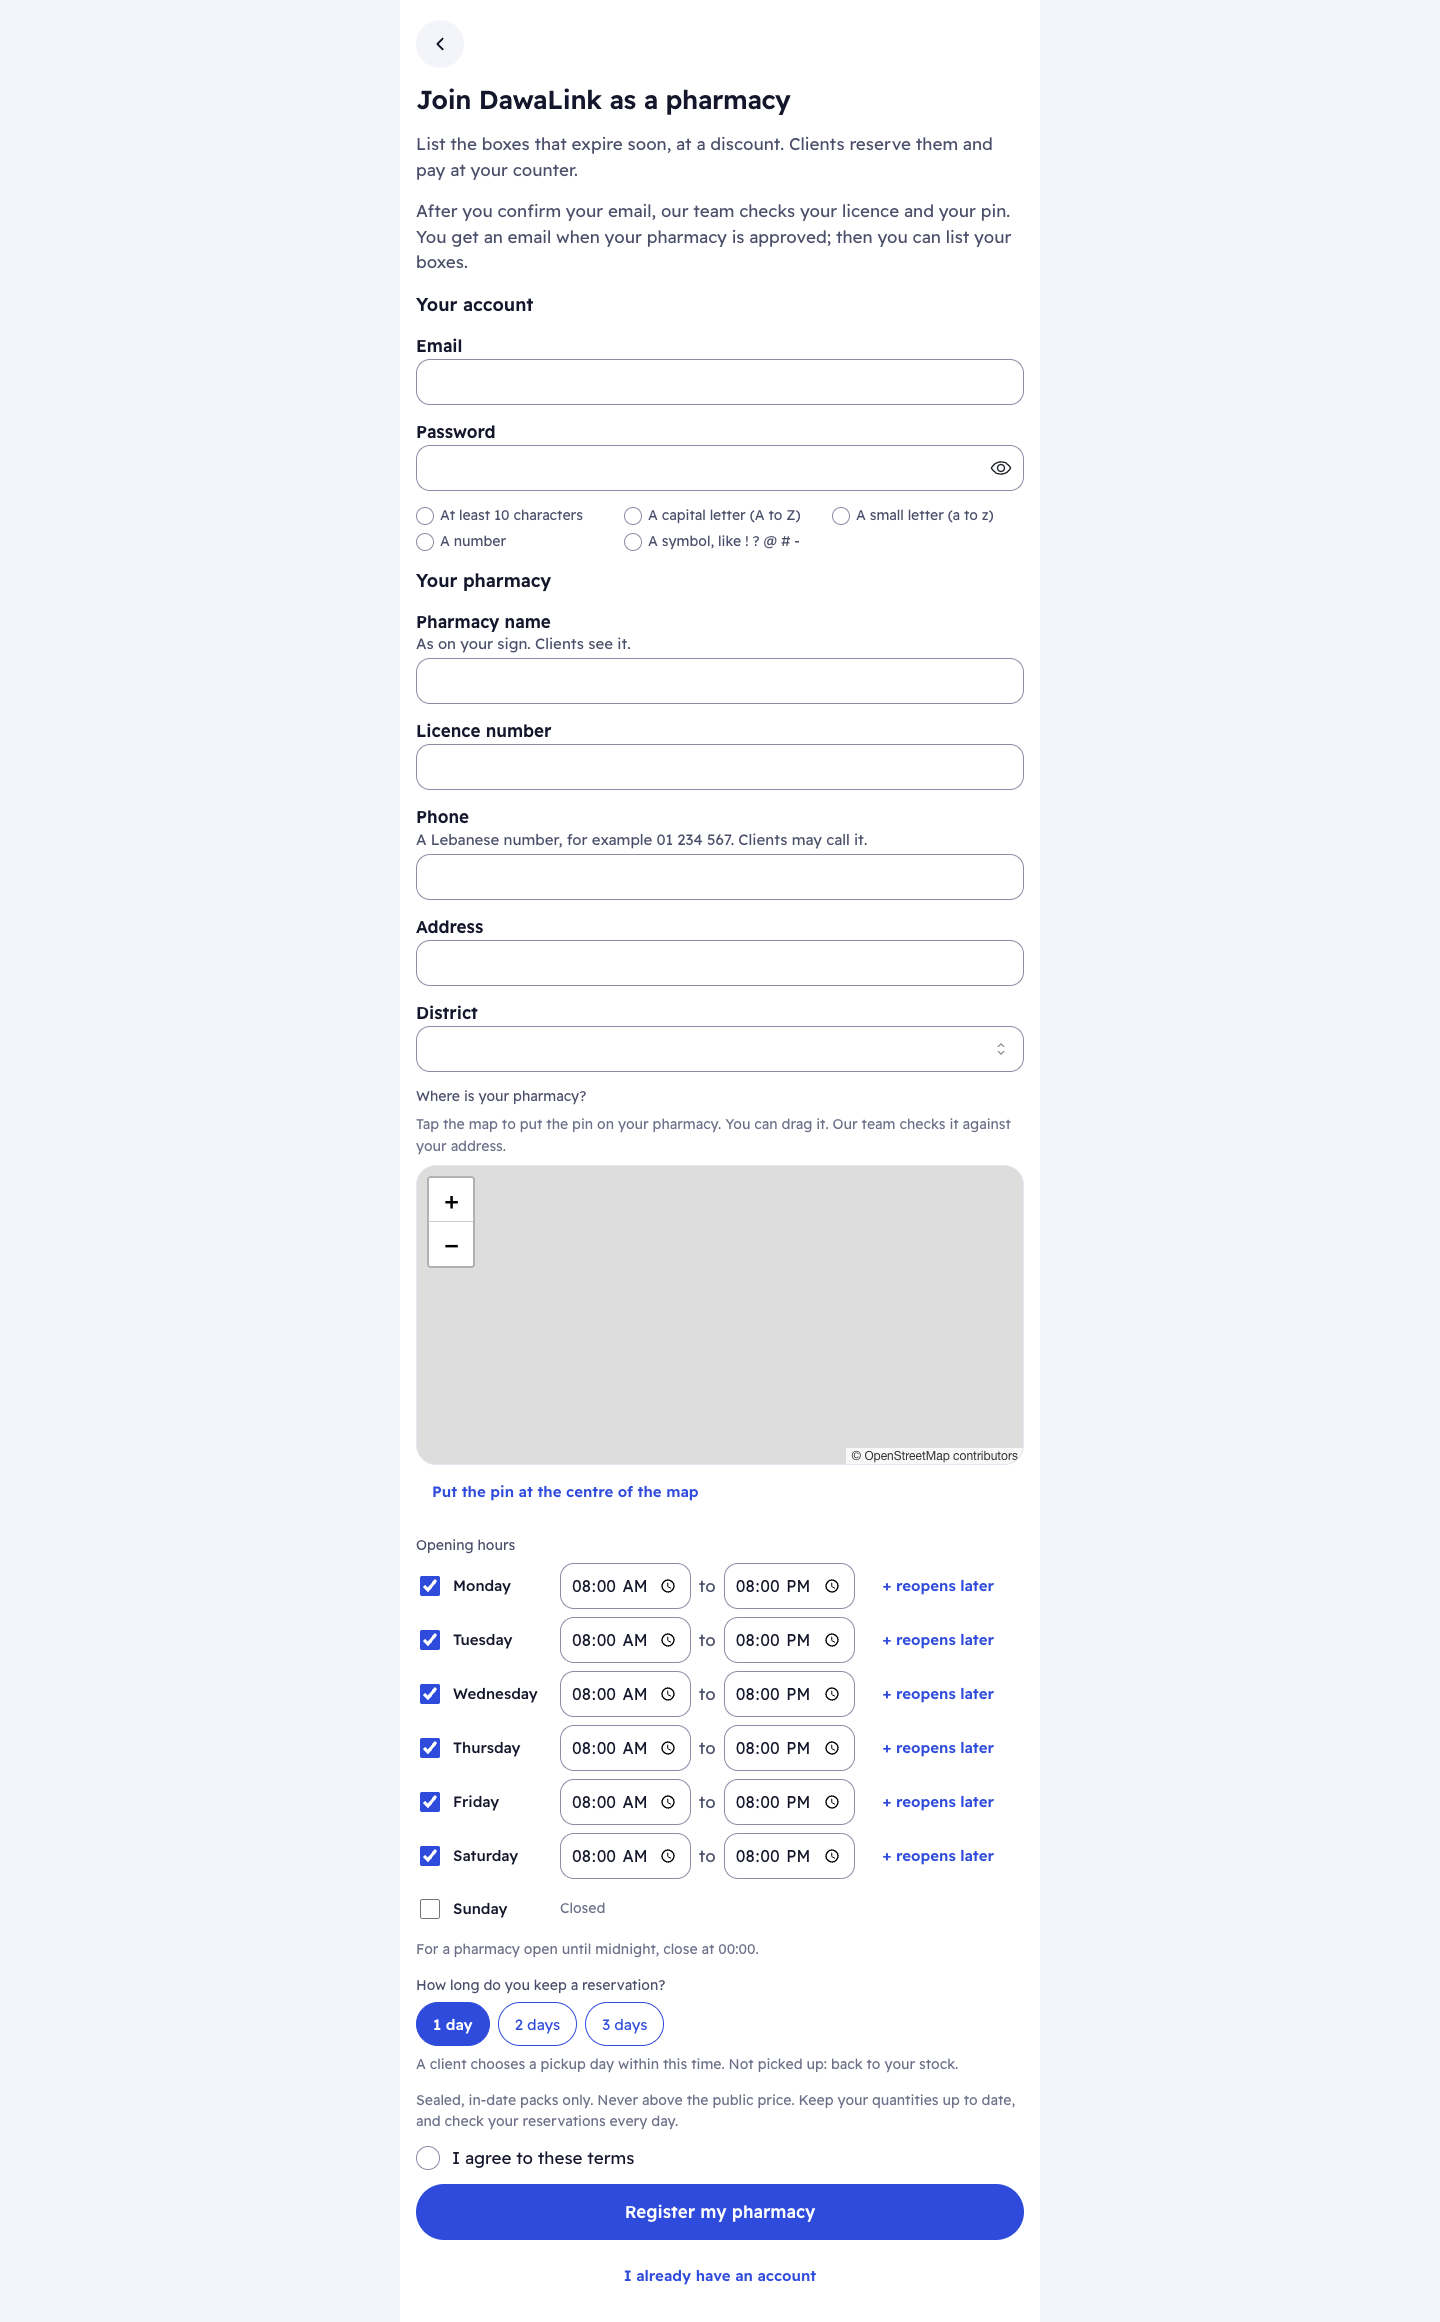 Join DawaLink as a pharmacy
List the boxes that expire soon, at a discount. Clients reserve them and
pay at your counter.
After you confirm your email, our team checks your licence and your pin.
You get an email when your pharmacy is approved; then you can list your
boxes.
Your account
Email
Password
At least 10 characters
A capital letter (A to Z)
A small letter (a to z)
A number
A symbol, like ! ? @ # -
Your pharmacy
Pharmacy name
As on your sign. Clients see it.
Licence number
Phone
A Lebanese number, for example 01 234 567. Clients may call it.
Address
District
Where is your pharmacy?
Tap the map to put the pin on your pharmacy. You can drag it. Our team checks it against
your address.
+
−
© OpenStreetMap contributors
Put the pin at the centre of the map
Opening hours
Monday 08:00 AM to 08:00 PM + reopens later
Tuesday 08:00 AM to 08:00 PM + reopens later
Wednesday 08:00 AM to 08:00 PM + reopens later
Thursday 08:00 AM to 08:00 PM + reopens later
Friday 08:00 AM to 08:00 PM + reopens later
Saturday 08:00 AM to 08:00 PM + reopens later
Sunday Closed
For a pharmacy open until midnight, close at 00:00.
How long do you keep a reservation?
1 day 2 days 3 days
A client chooses a pickup day within this time. Not picked up: back to your stock.
Sealed, in-date packs only. Never above the public price. Keep your quantities up to date,
and check your reservations every day.
I agree to these terms
Register my pharmacy
I already have an account